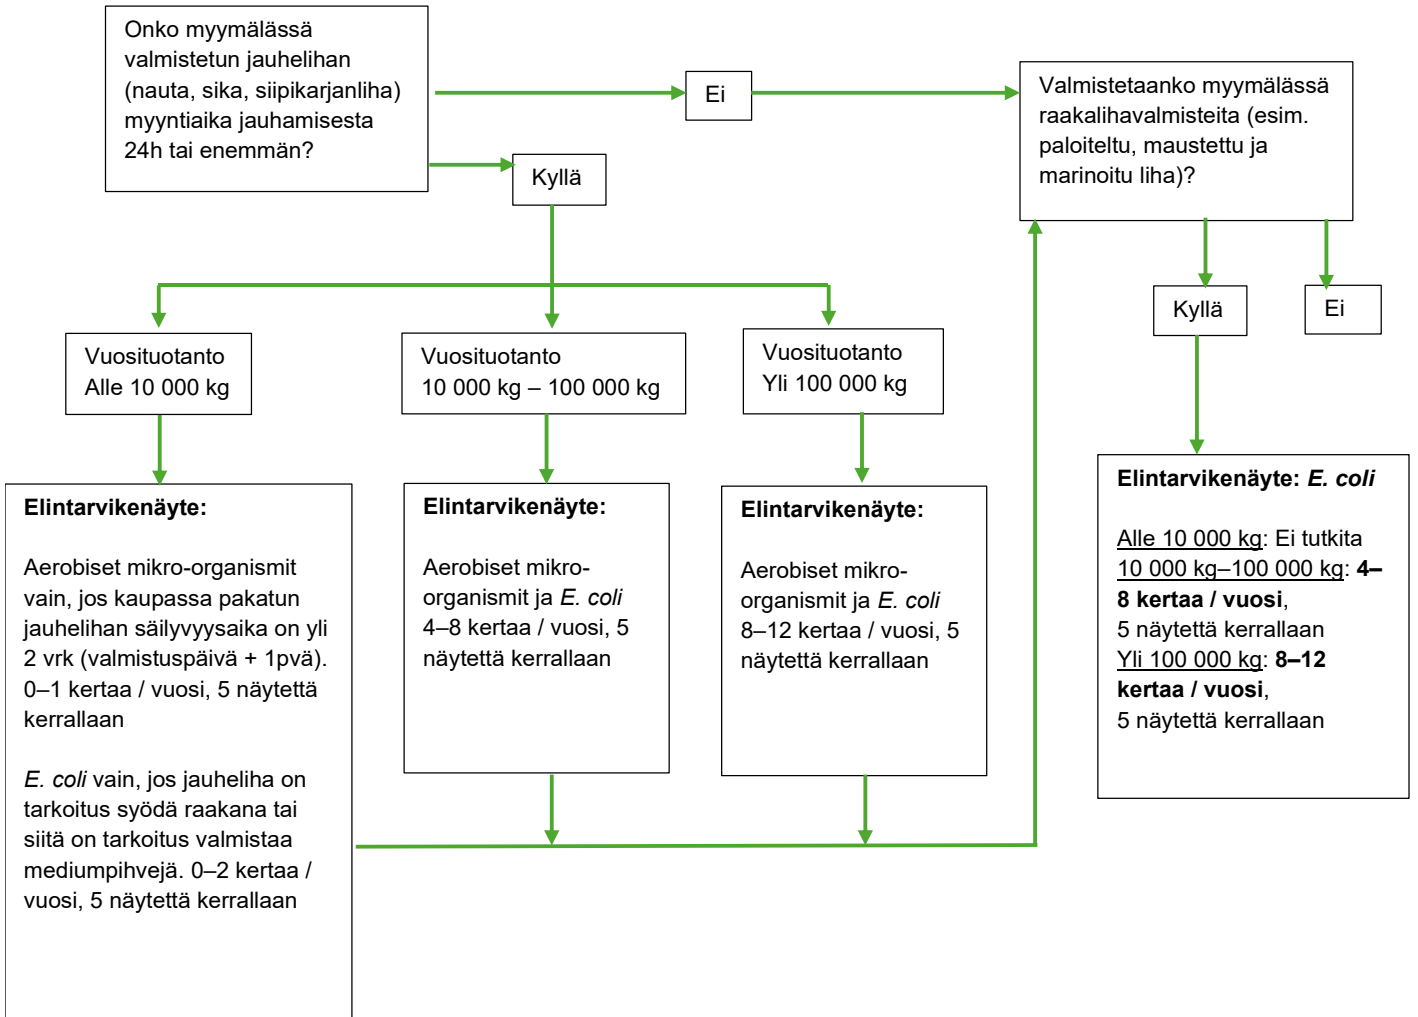 Onko myymälässä
valmistetun jauhelihan
(nauta, sika, siipikarjanliha)
myyntiaika jauhamisesta
24h tai enemmän?
Ei
Kyllä
Valmistetaanko myymälässä
raakalihavalmisteita (esim.
paloiteltu, maustettu ja
marinoitu liha)?
Kyllä
Ei
Vuosituotanto
Alle 10 000 kg
Vuosituotanto
10 000 kg – 100 000 kg
Vuosituotanto
Yli 100 000 kg
Elintarvikenäyte:
Aerobiset mikro-organismit
vain, jos kaupassa pakatun
jauhelihan säilyvyysaika on yli
2 vrk (valmistuspäivä + 1pvä).
0–1 kertaa / vuosi, 5 näytettä
kerrallaan
E. coli vain, jos jauheliha on
tarkoitus syödä raakana tai
siitä on tarkoitus valmistaa
mediumpihvejä. 0–2 kertaa /
vuosi, 5 näytettä kerrallaan
Elintarvikenäyte:
Aerobiset mikro-
organismit ja E. coli
4–8 kertaa / vuosi, 5
näytettä kerrallaan
Elintarvikenäyte:
Aerobiset mikro-
organismit ja E. coli
8–12 kertaa / vuosi, 5
näytettä kerrallaan
Elintarvikenäyte: E. coli
Alle 10 000 kg: Ei tutkita
10 000 kg–100 000 kg: 4–
8 kertaa / vuosi,
5 näytettä kerrallaan
Yli 100 000 kg: 8–12
kertaa / vuosi,
5 näytettä kerrallaan